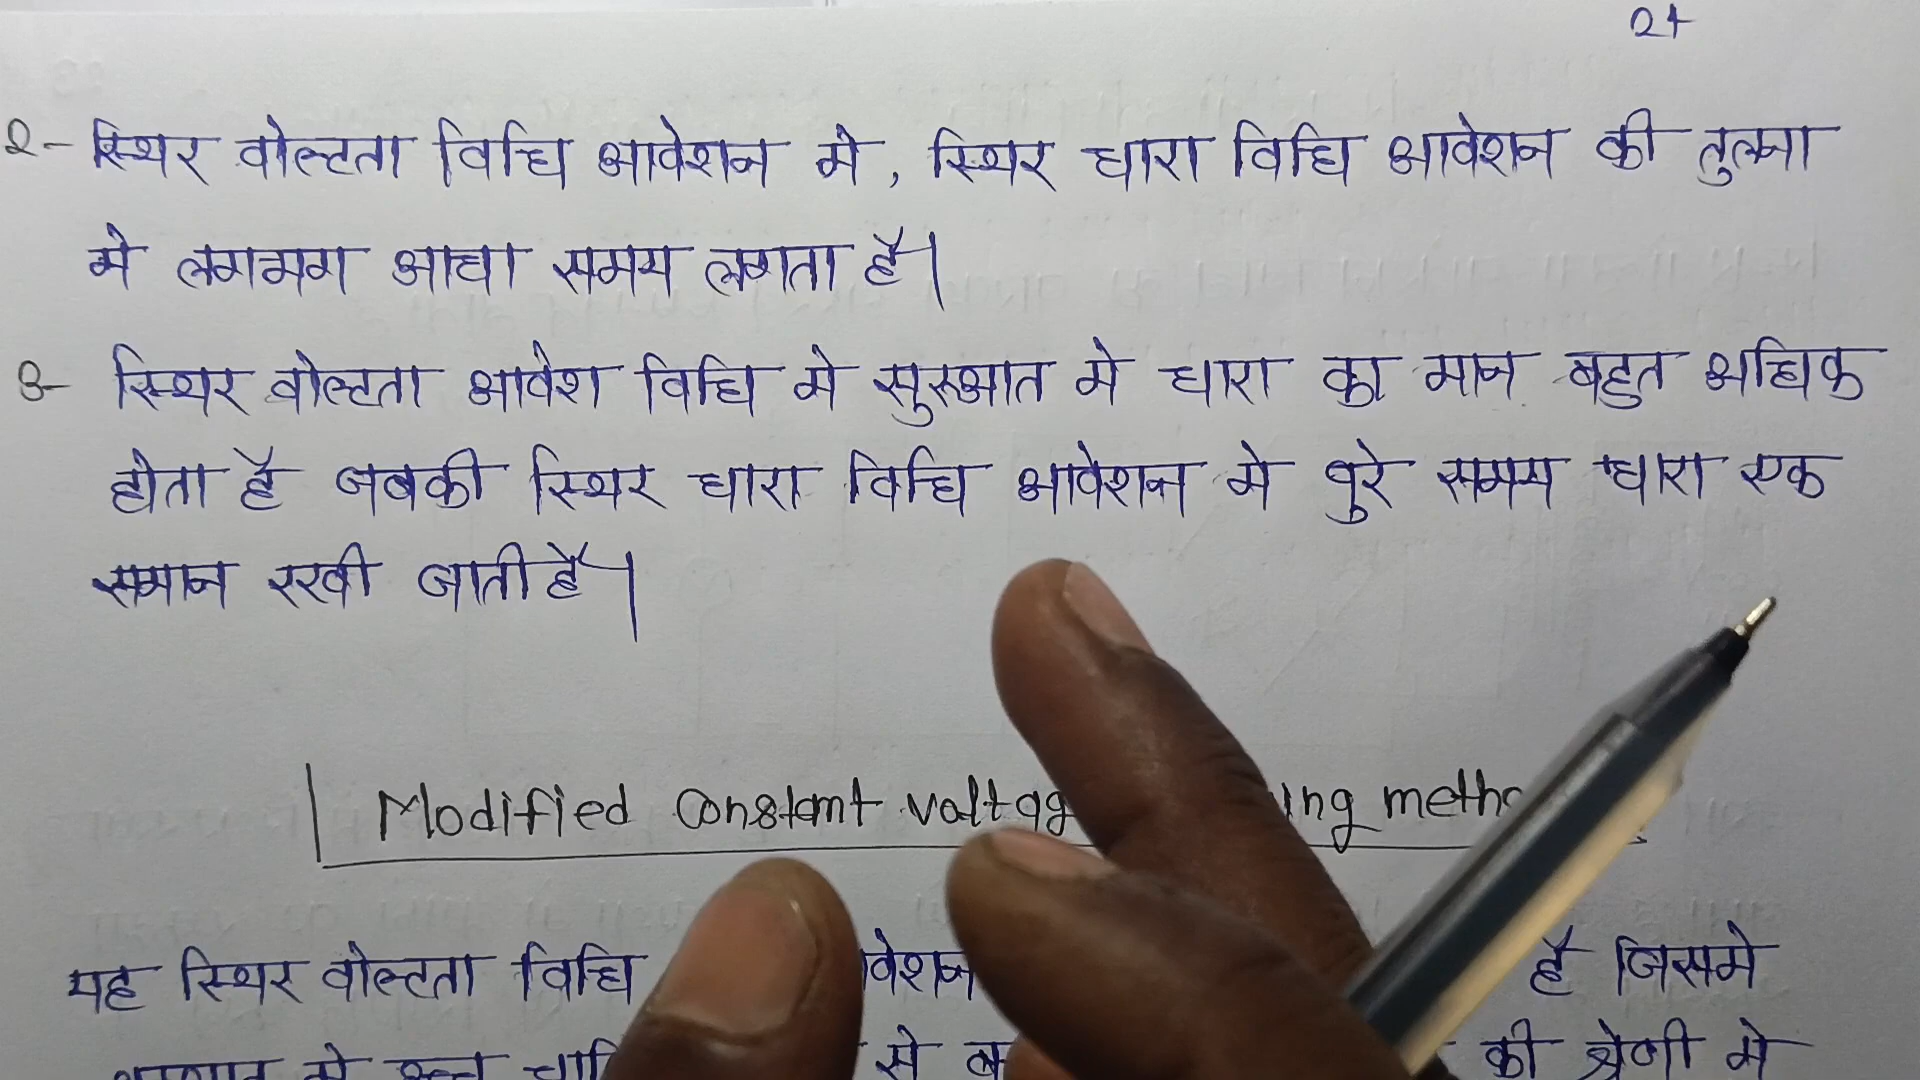 24
2- स्थिर वोल्टता विधि आवेशन मे, स्थिर धारा विधि आवेशन की तुलना
मे लगभग आधा समय लगता है।
3- स्थिर वोल्टता आवेश विधि मे सुरुआत मे धारा का मान बहुत अधिक
होता है जबकी स्थिर धारा विधि आवेशन मे पुरे समय धारा एक
समान रखी जाती है।
Modified Constant voltag
यह स्थिर वोल्टता विधि है जिसमे
मे से की श्रेणी मे